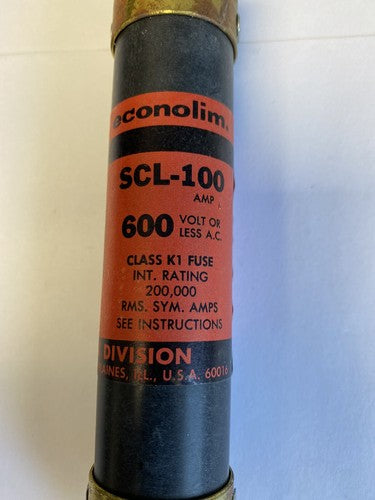 econolim.
SCL-100
AMP
600 VOLT OR
LESS A.C.
CLASS K1 FUSE
INT. RATING
200,000
RMS. SYM. AMPS
SEE INSTRUCTIONS
DIVISION
ILL., U.S.A. 60016